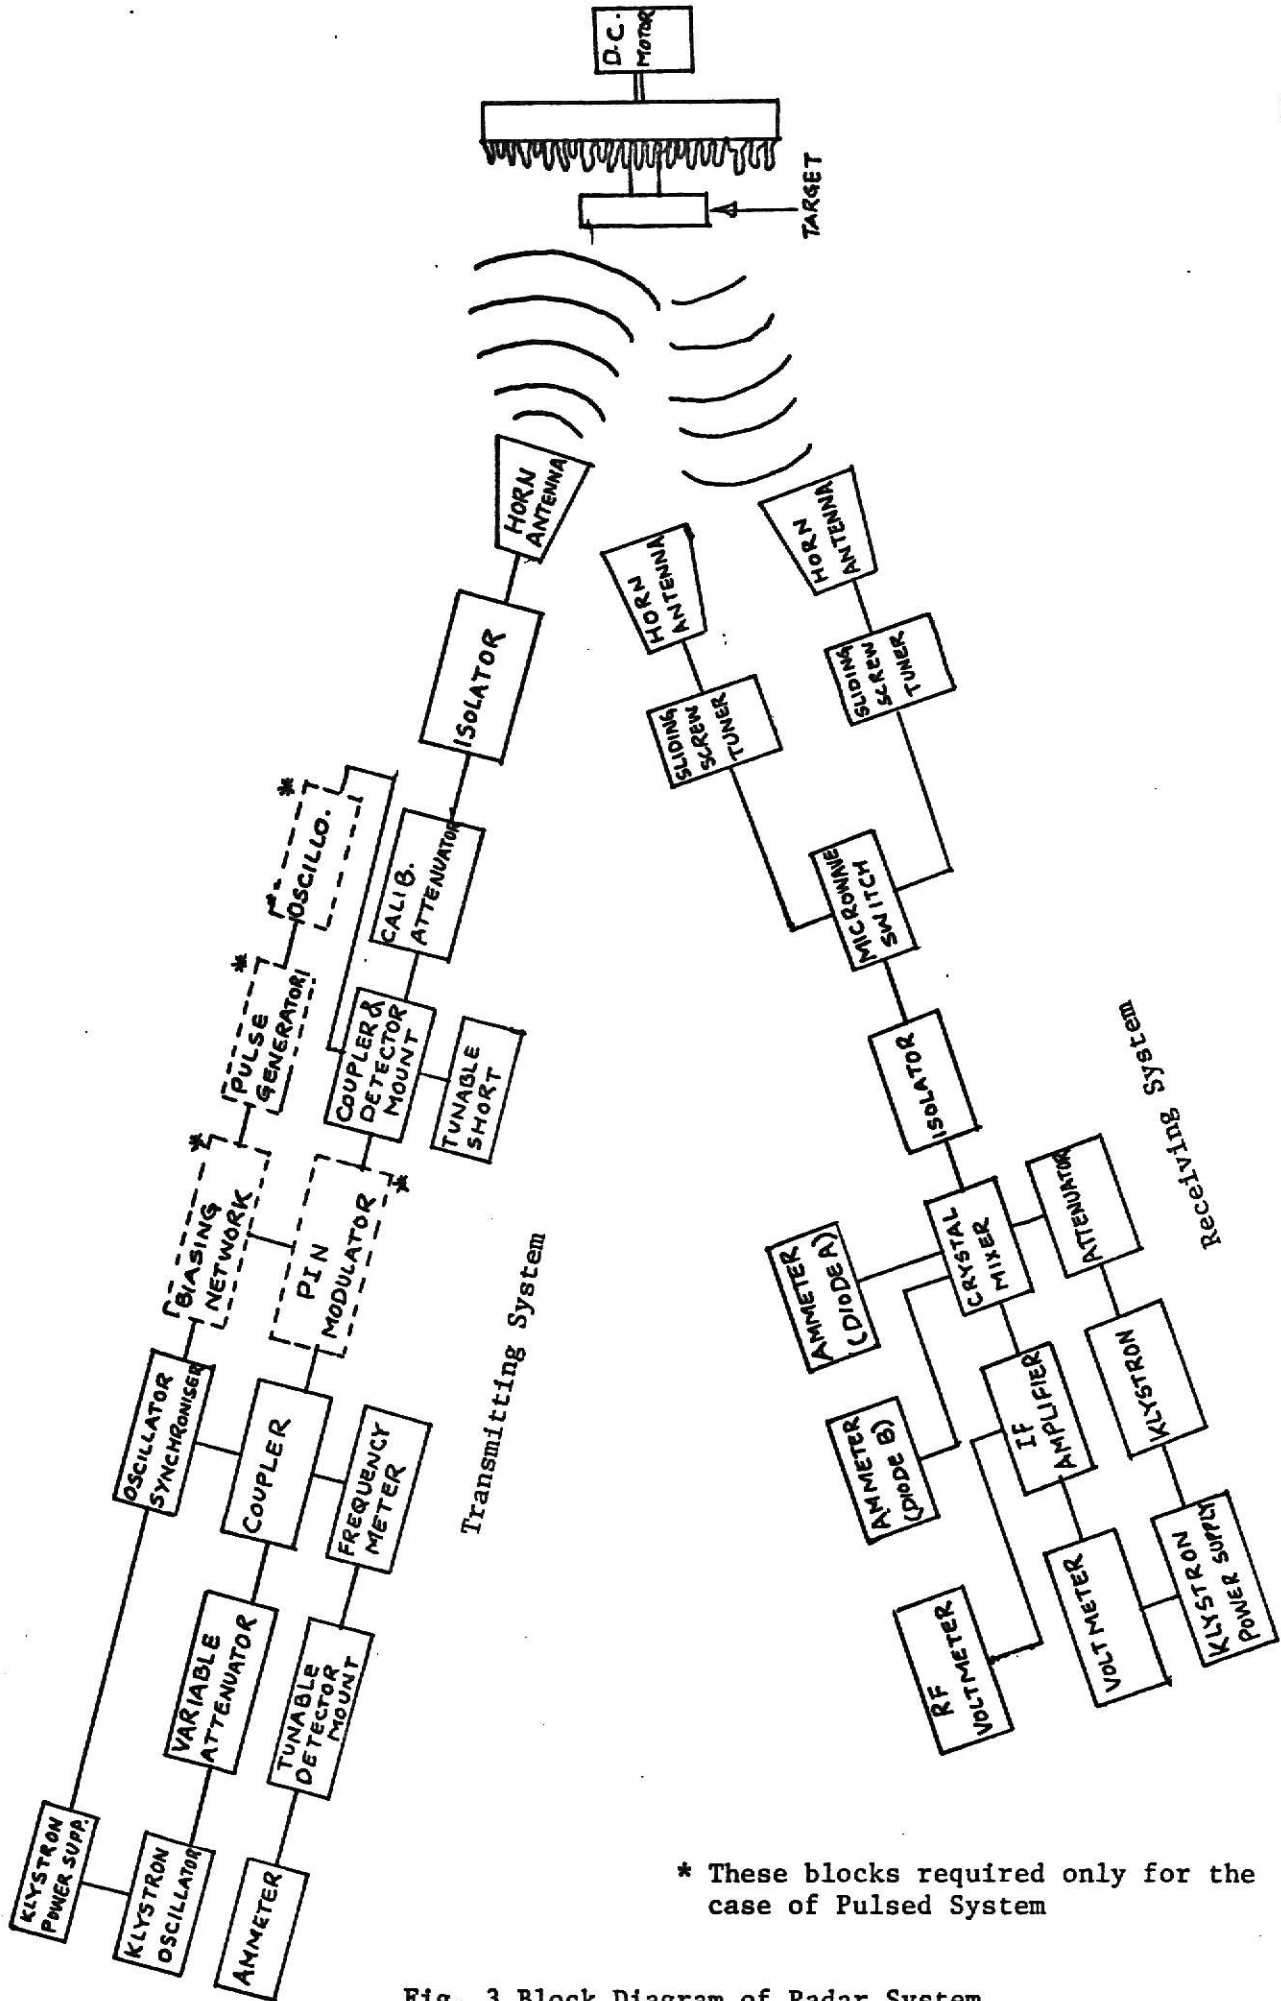 D.C.
MOTOR
TARGET
HORN
ANTENNA
ISOLATOR
CALIB.
ATTENUATOR
COUPLER &
DETECTOR
MOUNT
TUNABLE
SHORT
* OSCILLO.
* PULSE
GENERATOR
* BIASING
NETWORK
PIN
MODULATOR
*
OSCILLATOR
SYNCHRONISER
COUPLER
FREQUENCY
METER
VARIABLE
ATTENUATOR
TUNABLE
DETECTOR
MOUNT
KLYSTRON
POWER SUPP.
KLYSTRON
OSCILLATOR
AMMETER
Transmitting System
HORN
ANTENNA
HORN
ANTENNA
SLIDING
SCREW
TUNER
SLIDING
SCREW
TUNER
MICROWAVE
SWITCH
ISOLATOR
CRYSTAL
MIXER
ATTENUATOR
AMMETER
(DIODE A)
AMMETER
(DIODE B)
IF
AMPLIFIER
KLYSTRON
RF
VOLTMETER
VOLT METER
KLYSTRON
POWER SUPPLY
Receiving System
* These blocks required only for the
case of Pulsed System
Fig. 3 Block Diagram of Radar System